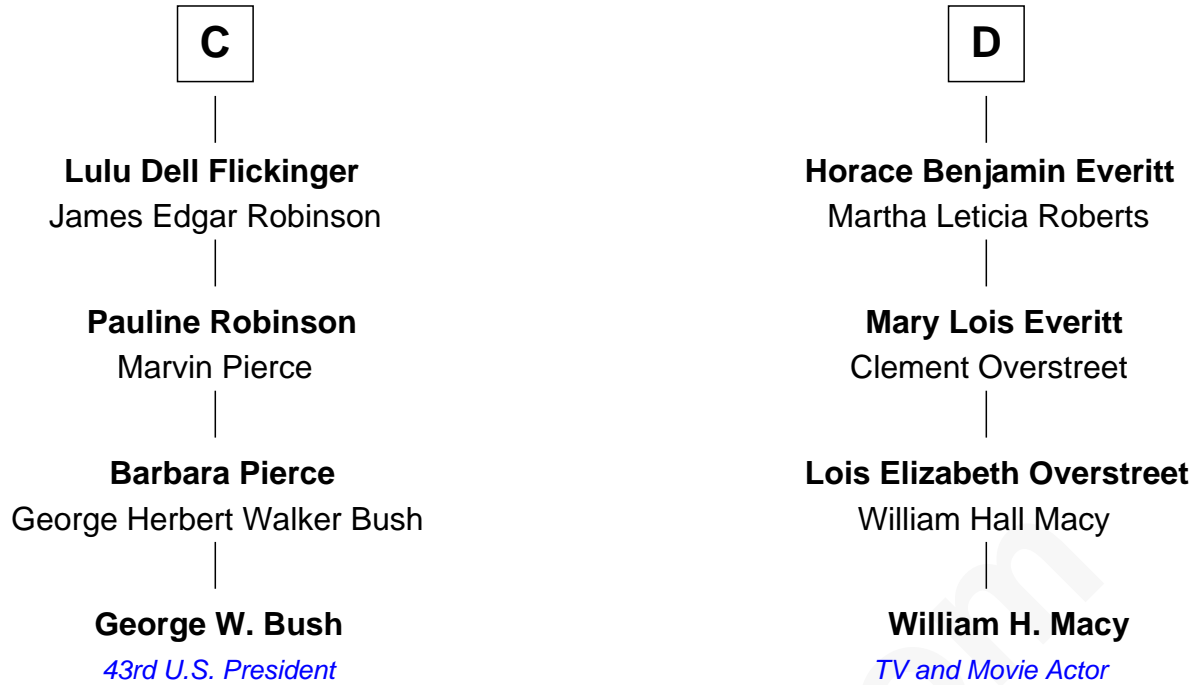 C
Lulu Dell Flickinger
James Edgar Robinson
Pauline Robinson
Marvin Pierce
Barbara Pierce
George Herbert Walker Bush
George W. Bush
43rd U.S. President
D
Horace Benjamin Everitt
Martha Leticia Roberts
Mary Lois Everitt
Clement Overstreet
Lois Elizabeth Overstreet
William Hall Macy
William H. Macy
TV and Movie Actor